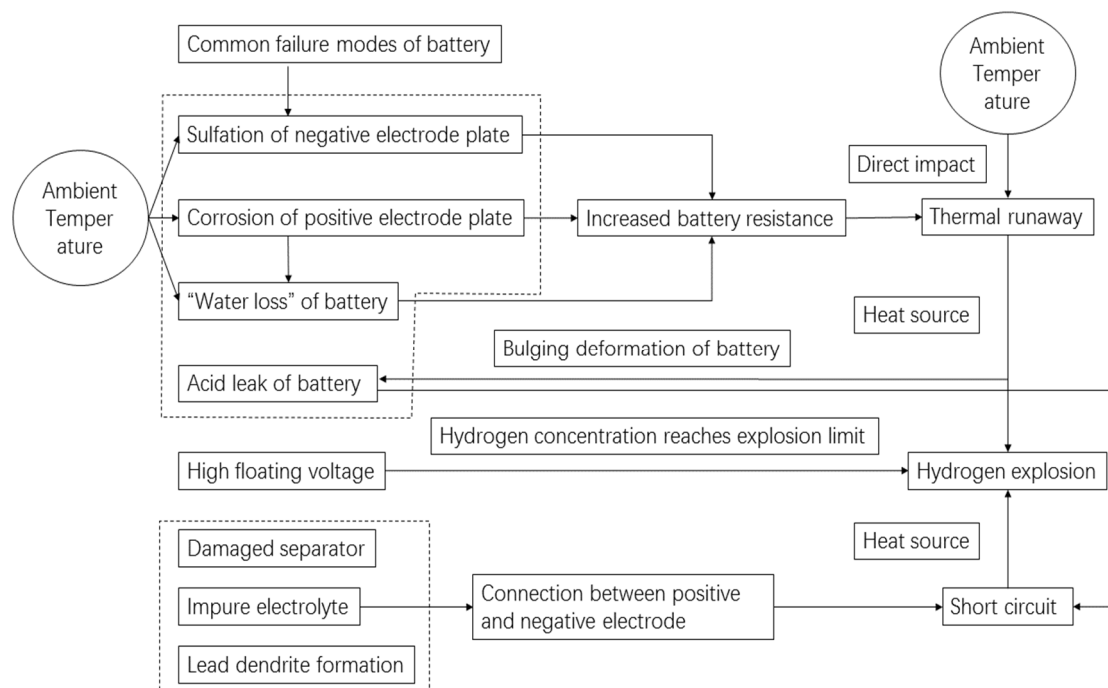 Common failure modes of battery
Ambient
Temper
ature
Sulfation of negative electrode plate
Ambient
Temper
ature
Direct impact
Corrosion of positive electrode plate
Increased battery resistance
Thermal runaway
“Water loss” of battery
Heat source
Bulging deformation of battery
Acid leak of battery
Hydrogen concentration reaches explosion limit
High floating voltage
Hydrogen explosion
Damaged separator
Heat source
Impure electrolyte
Connection between positive
and negative electrode
Short circuit
Lead dendrite formation